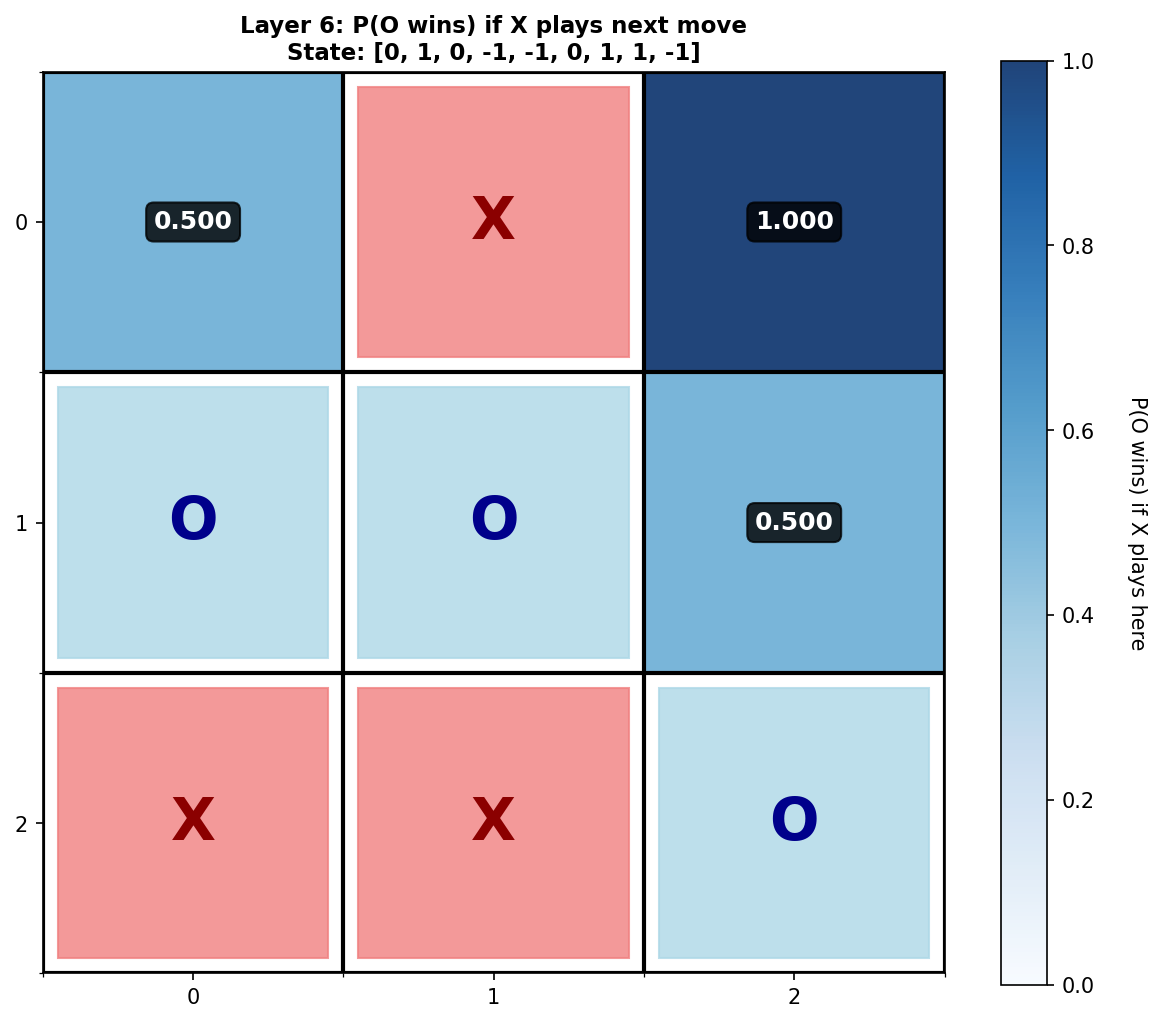 Layer 6: P(O wins) if X plays next move
State: [0, 1, 0, -1, -1, 0, 1, 1, -1]
0
0.500
X
1.000
1
O
O
0.500
2
X
X
O
0
1
2
1.0
0.8
0.6
0.4
0.2
0.0
P(O wins) if X plays here